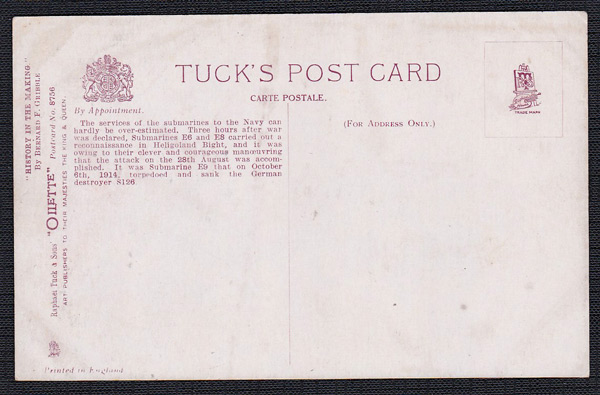 "HISTORY IN THE MAKING."
By BERNARD F. GRIBBLE
Raphael Tuck & Sons' "OILETTE" Postcard No. 8756
ART PUBLISHERS TO THEIR MAJESTIES THE KING & QUEEN.
By Appointment.
TUCK'S POST CARD
CARTE POSTALE.
The services of the submarines to the Navy can
hardly be over-estimated. Three hours after war
was declared, Submarines E6 and E8 carried out a
reconnaissance in Heligoland Bight, and it was
owing to their clever and courageous manœuvring
that the attack on the 28th August was accom-
plished. It was Submarine E9 that on October
6th, 1914, torpedoed and sank the German
destroyer S126
(FOR ADDRESS ONLY.)
TRADE MARK
Printed in England